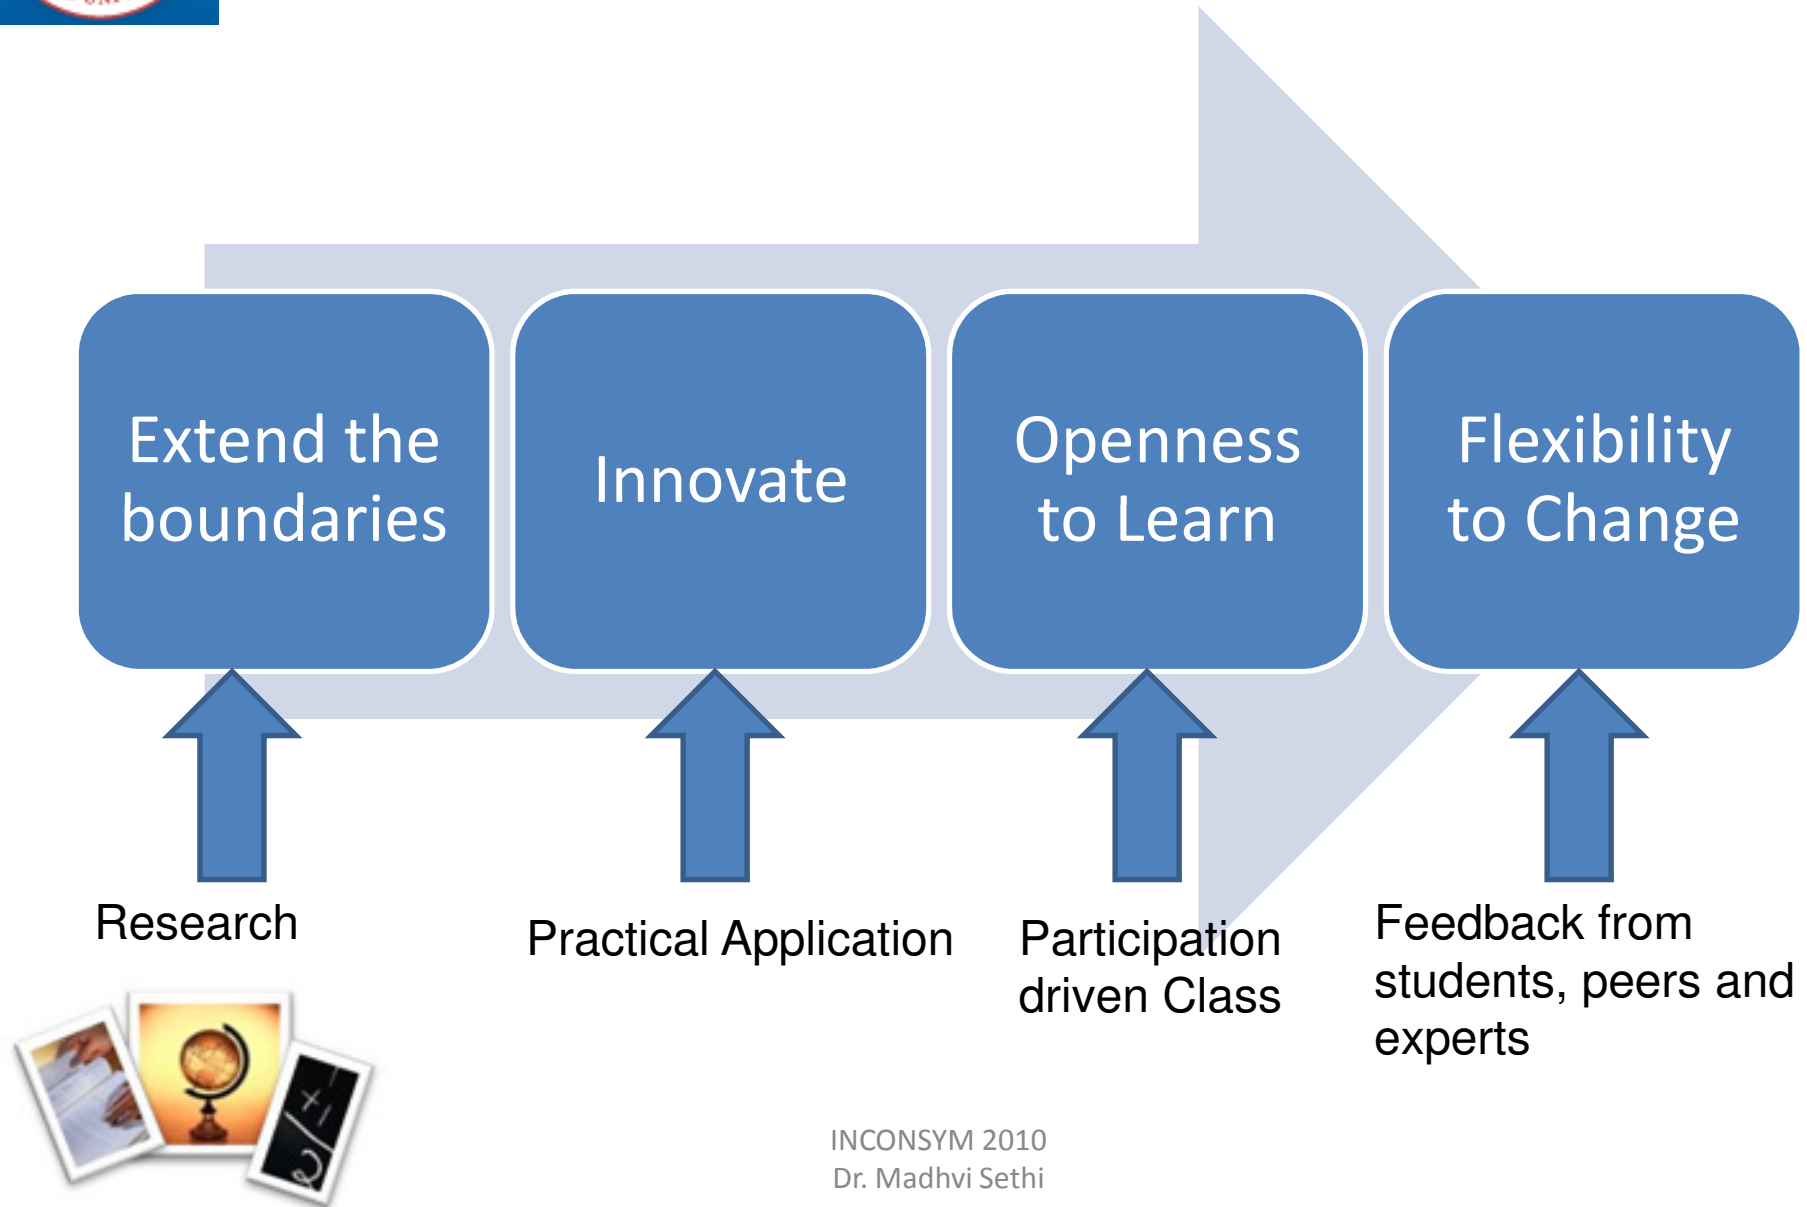 Extend the
boundaries
Innovate
Openness
to Learn
Flexibility
to Change
Research
Practical Application
Participation
driven Class
Feedback from
students, peers and
experts
INCONSYM 2010
Dr. Madhvi Sethi